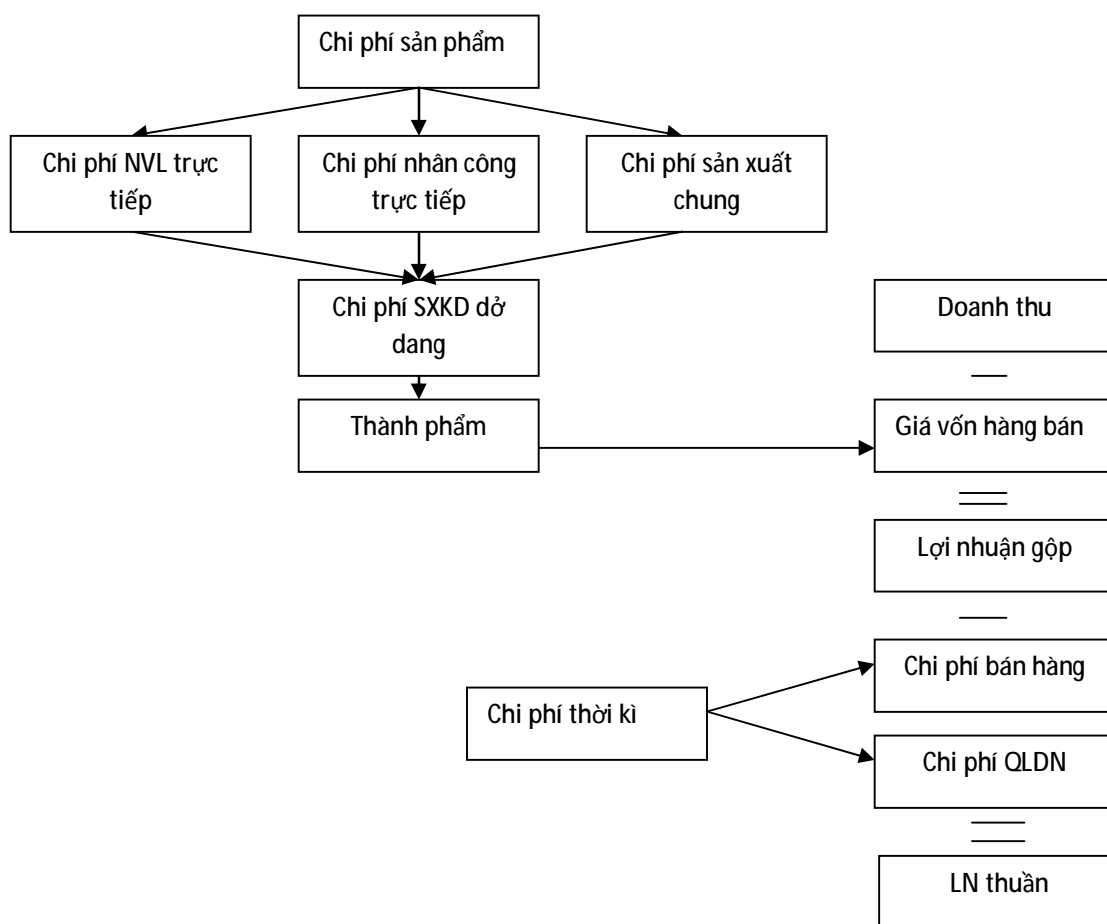 Chi phí sản phẩm
Chi phí NVL trực
tiếp
Chi phí nhân công
trực tiếp
Chi phí sản xuất
chung
Chi phí SXKD dở
dang
Doanh thu
Thành phẩm
Giá vốn hàng bán
Lợi nhuận gộp
Chi phí bán hàng
Chi phí thời kì
Chi phí QLDN
LN thuần